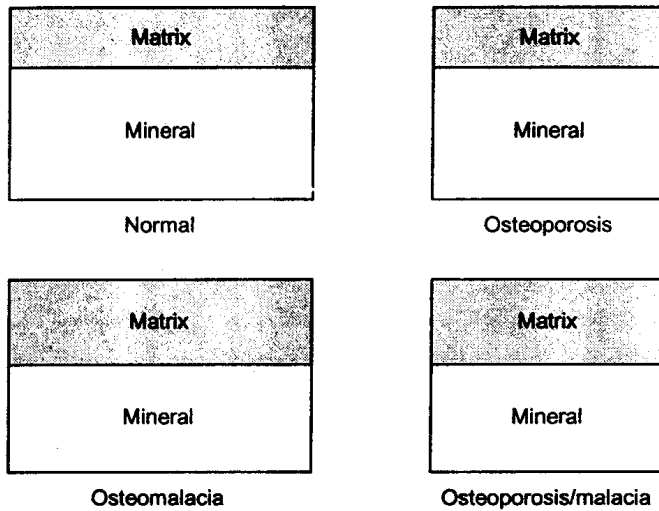 Matrix
Mineral
Normal
Matrix
Mineral
Osteoporosis
Matrix
Mineral
Osteomalacia
Matrix
Mineral
Osteoporosis/malacia